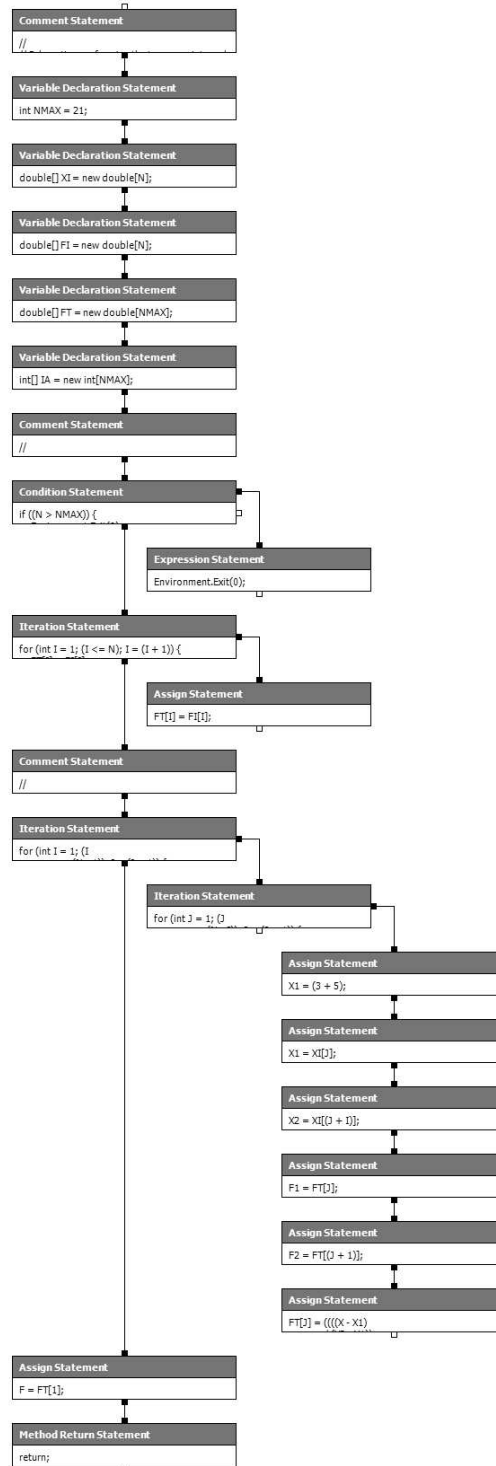 Comment Statement
//
Variable Declaration Statement
int NMAX = 21;
Variable Declaration Statement
double[] XI = new double[N];
Variable Declaration Statement
double[] FI = new double[N];
Variable Declaration Statement
double[] FT = new double[NMAX];
Variable Declaration Statement
int[] IA = new int[NMAX];
Comment Statement
//
Condition Statement
if ((N > NMAX)) {
Expression Statement
Environment.Exit(0);
Iteration Statement
for (int I = 1; (I <= N); I = (I + 1)) {
Assign Statement
FT[I] = FI[I];
Comment Statement
//
Iteration Statement
for (int I = 1; (I
Iteration Statement
for (int J = 1; (J
Assign Statement
X1 = (3 + 5);
Assign Statement
X1 = XI[J];
Assign Statement
X2 = XI[(J + I)];
Assign Statement
F1 = FT[J];
Assign Statement
F2 = FT[(J + 1)];
Assign Statement
FT[J] = ((((X - X1)
Assign Statement
F = FT[1];
Method Return Statement
return;